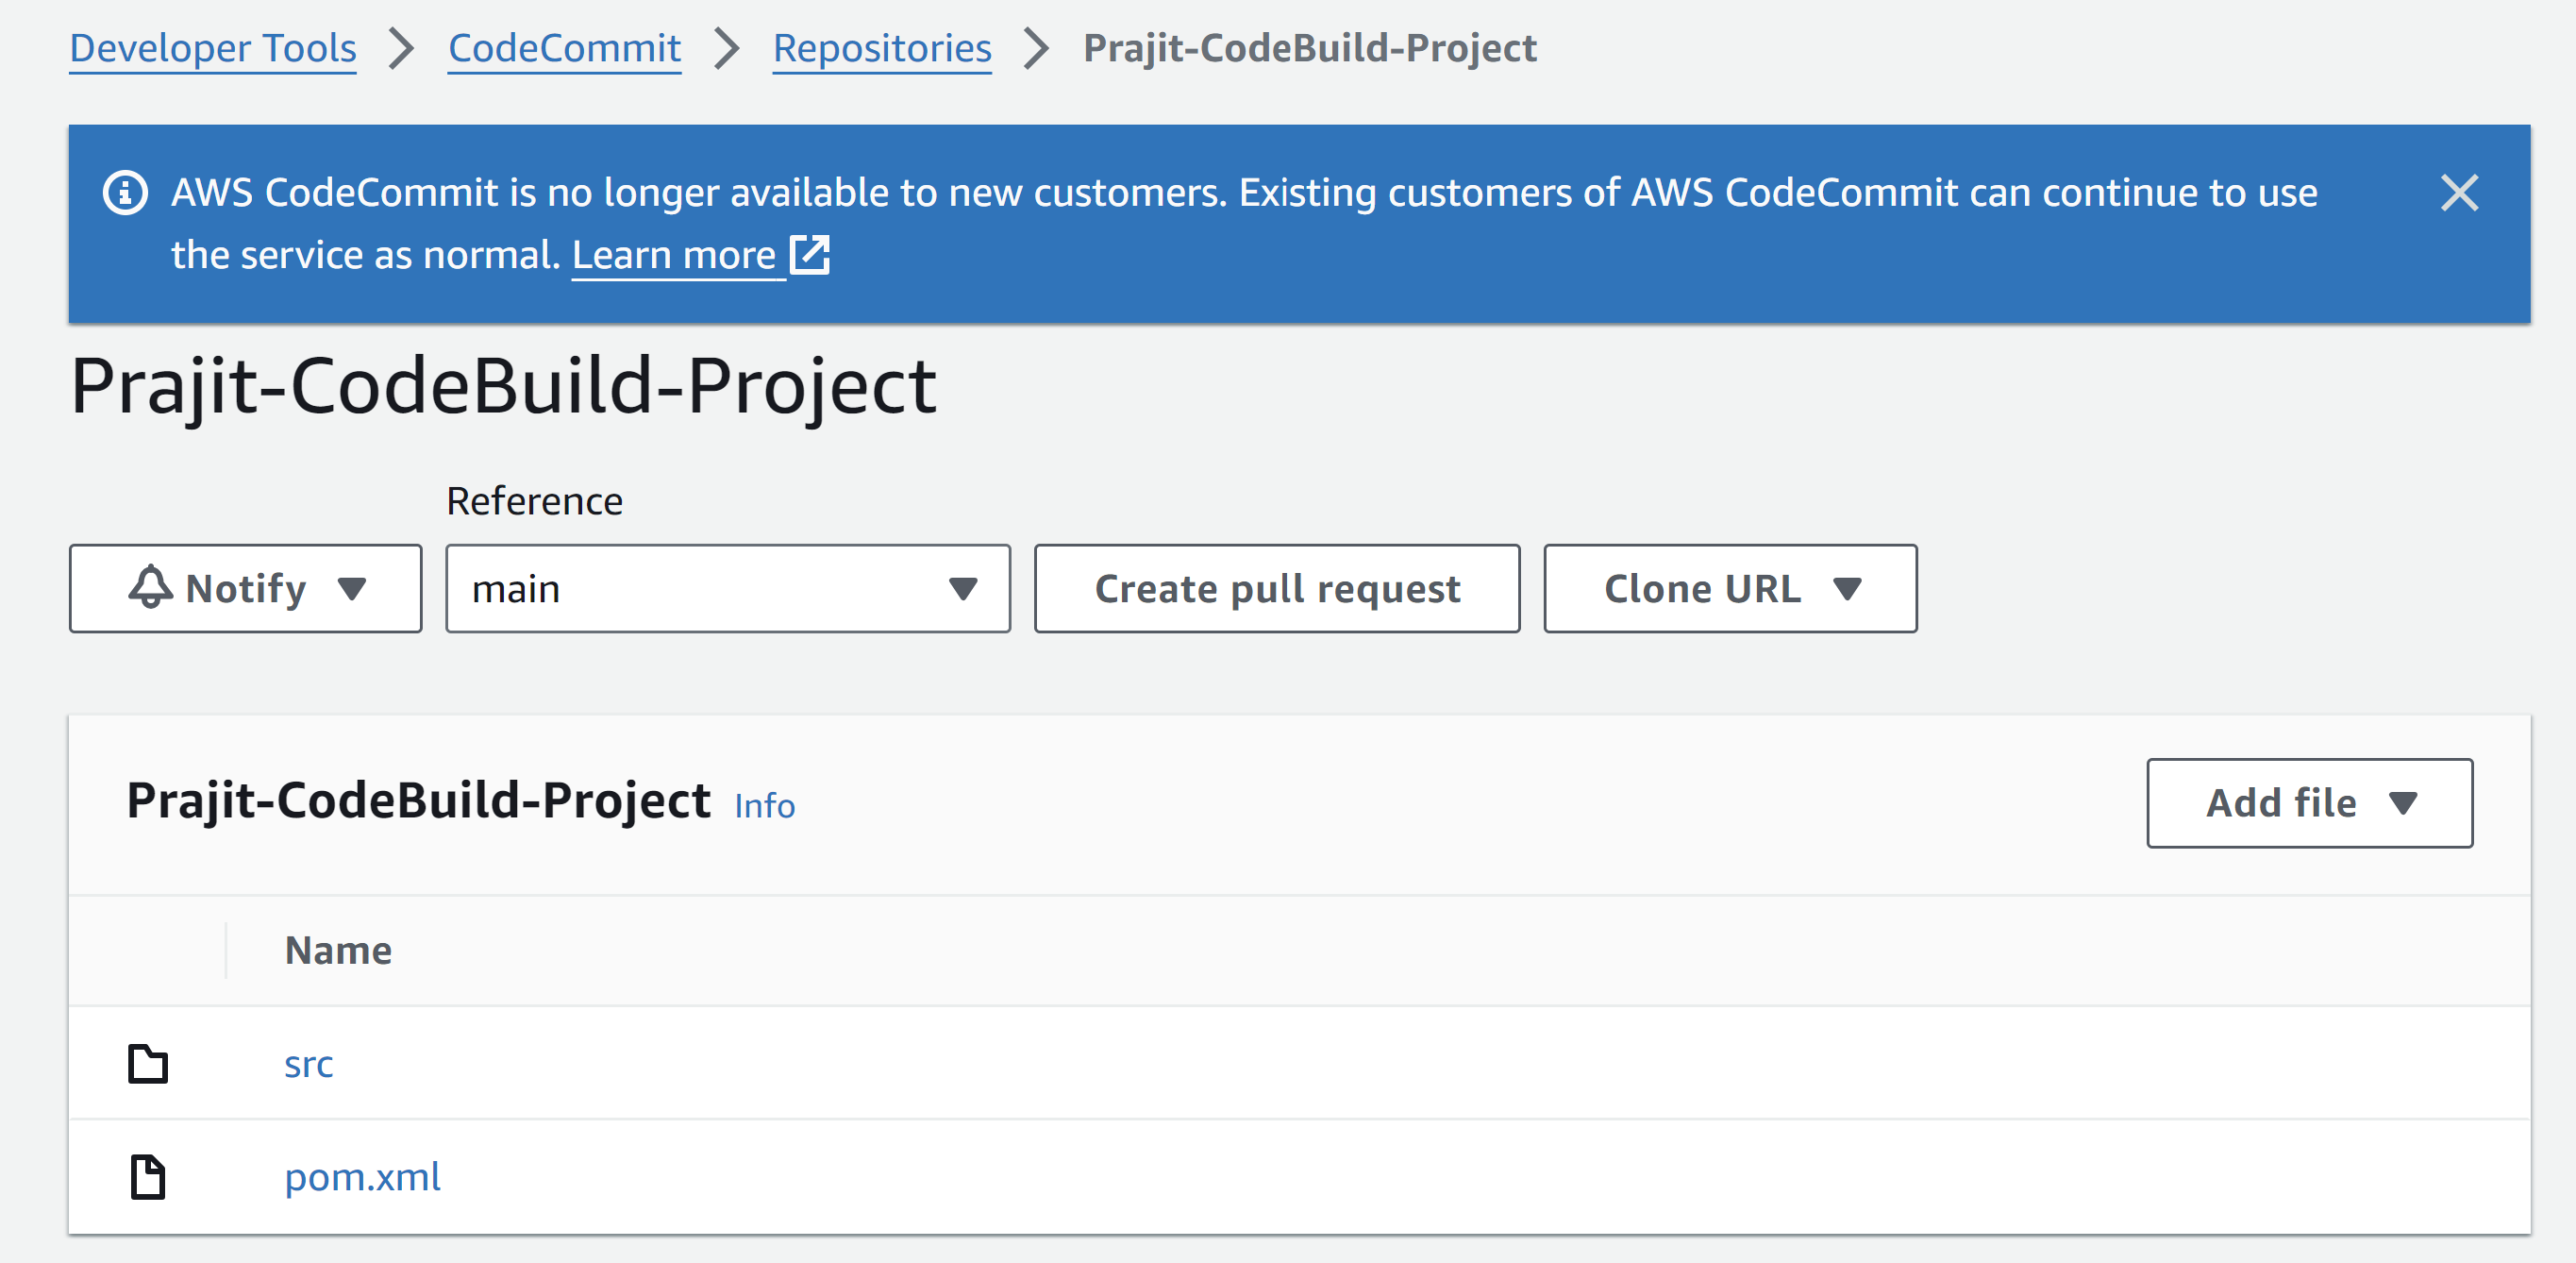 Developer Tools > CodeCommit > Repositories > Prajit-CodeBuild-Project
AWS CodeCommit is no longer available to new customers. Existing customers of AWS CodeCommit can continue to use
the service as normal. Learn more
Prajit-CodeBuild-Project
Reference
Notify main Create pull request Clone URL
Prajit-CodeBuild-Project Info Add file
Name
src
pom.xml